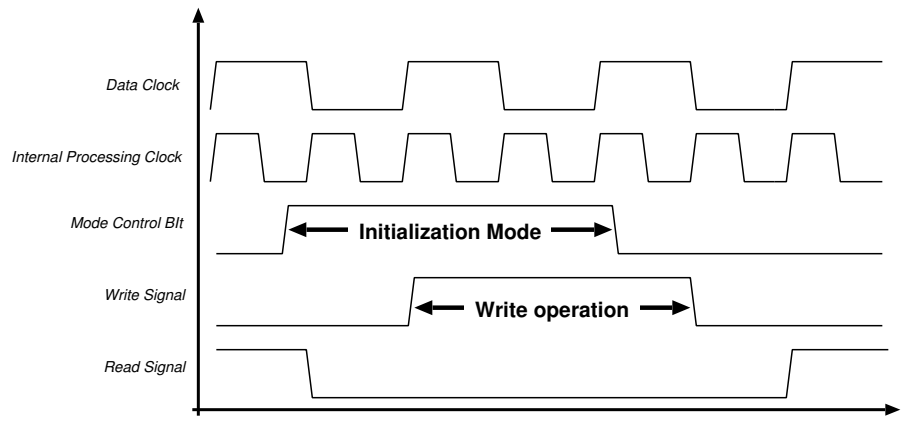 Data Clock
Internal Processing Clock
Mode Control BIt
Initialization Mode
Write Signal
Write operation
Read Signal